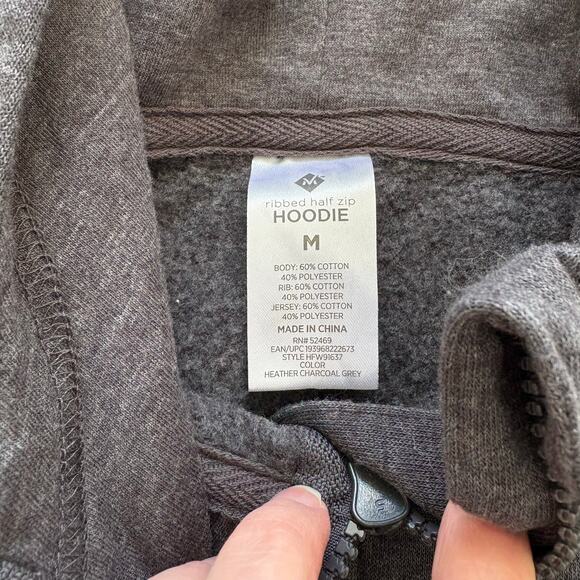 M
ribbed half zip
HOODIE
M
BODY: 60% COTTON
40% POLYESTER
RIB: 60% COTTON
40% POLYESTER
JERSEY: 60% COTTON
40% POLYESTER
MADE IN CHINA
RN# 52469
EAN/UPC 193968222673
STYLE HFW91637
COLOR
HEATHER CHARCOAL GREY